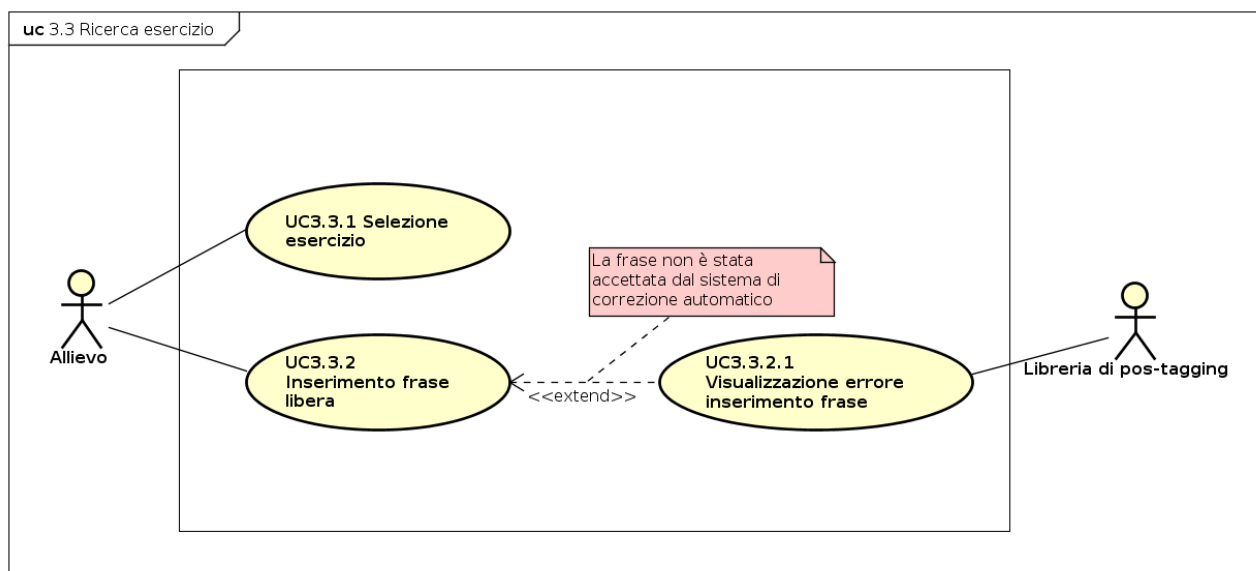 uc 3.3 Ricerca esercizio
UC3.3.1 Selezione
esercizio
La frase non è stata
accettata dal sistema di
correzione automatico
Allievo
UC3.3.2
Inserimento frase
libera
<<extend>>
UC3.3.2.1
Visualizzazione errore
inserimento frase
Libreria di pos-tagging